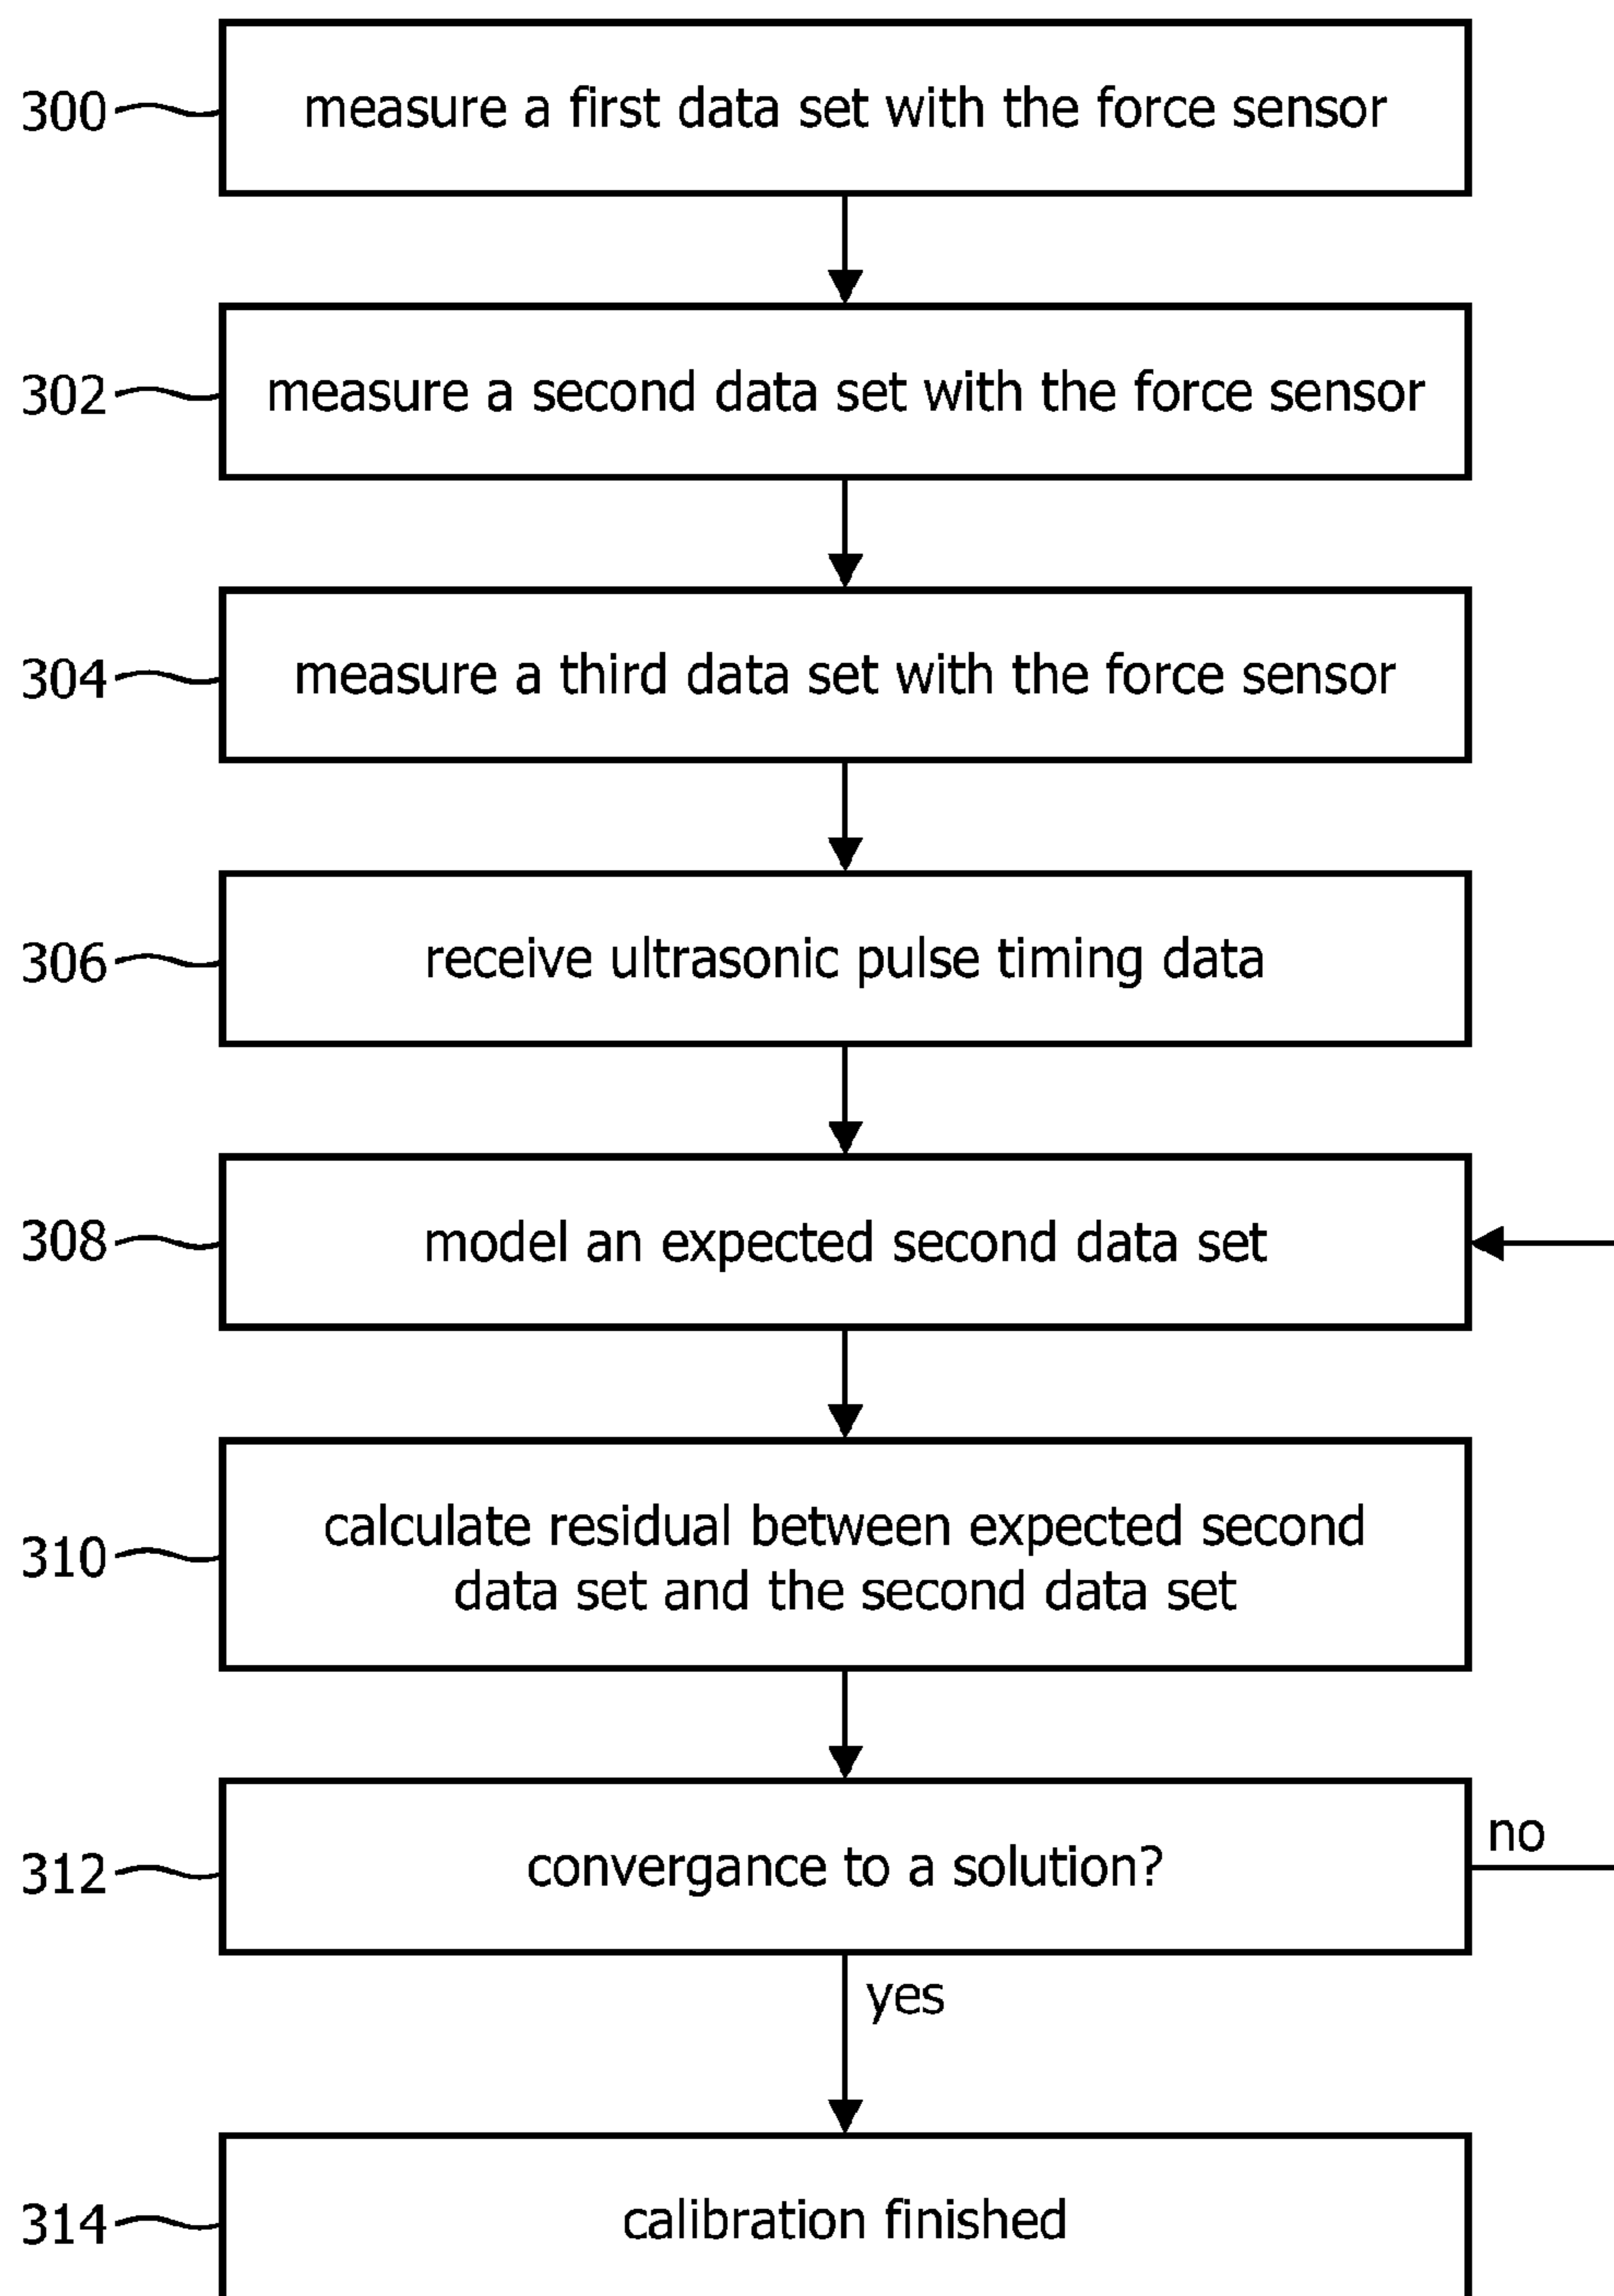 300 measure a first data set with the force sensor
302 measure a second data set with the force sensor
304 measure a third data set with the force sensor
306 receive ultrasonic pulse timing data
308 model an expected second data set
310 calculate residual between expected second
data set and the second data set
312 convergance to a solution?
no
yes
314 calibration finished